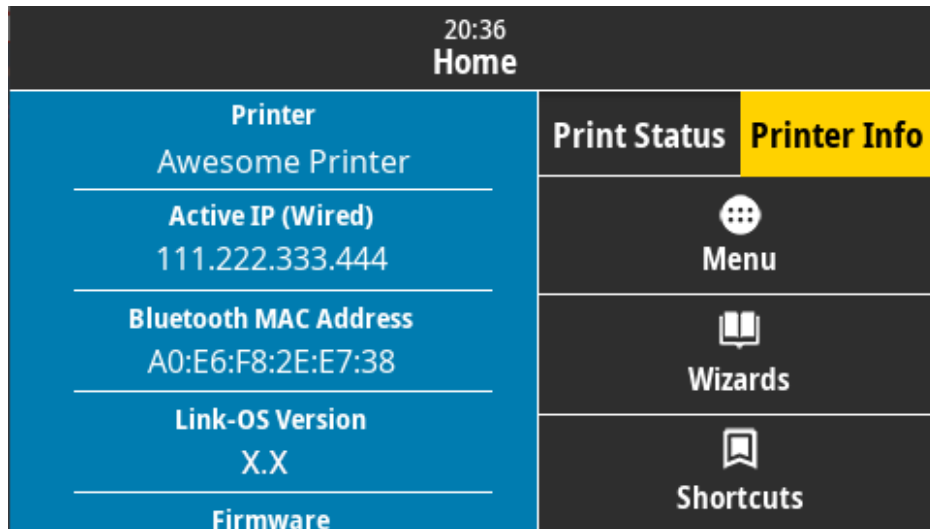 20:36
Home
Printer
Awesome Printer
Active IP (Wired)
111.222.333.444
Bluetooth MAC Address
A0:E6:F8:2E:E7:38
Link-OS Version
X.X
Firmware
Print Status
Printer Info
Menu
Wizards
Shortcuts